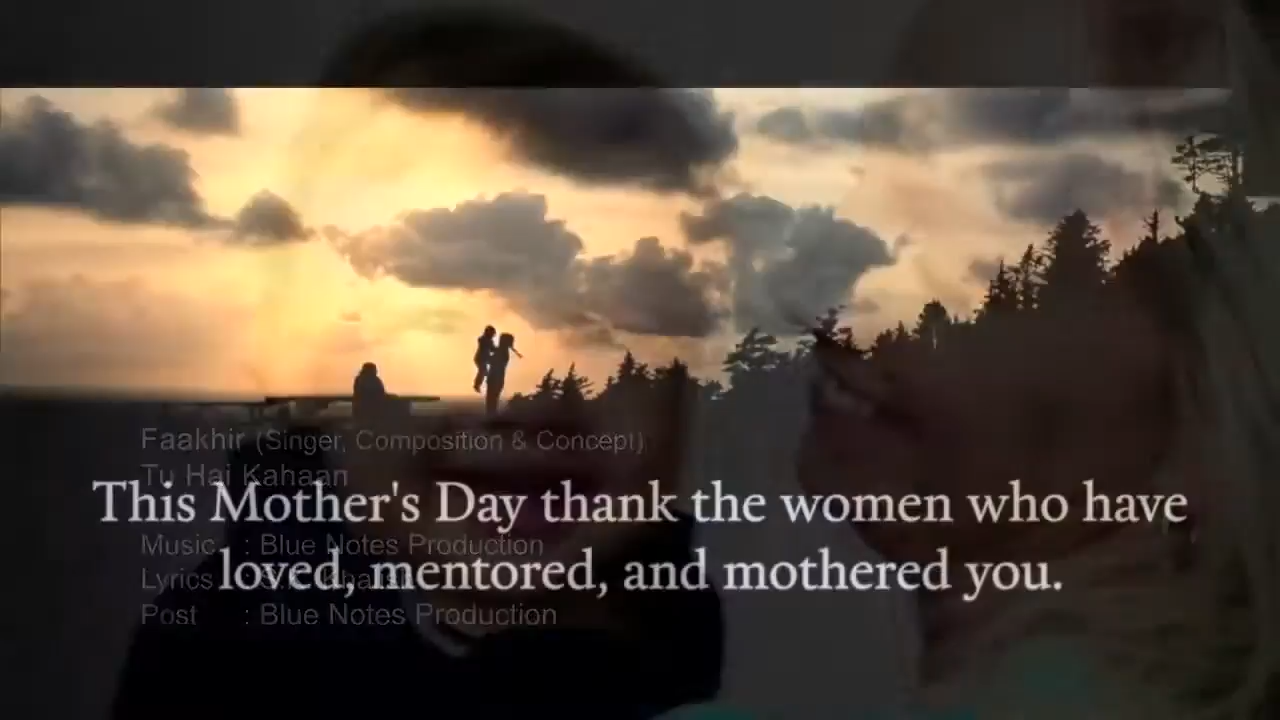 Faakhir (Singer, Composition & Concept)
Tu Hai Kahaan
This Mother's Day thank the women who have
Music : Blue Notes Production
loved, mentored, and mothered you.
Lyrics
Post : Blue Notes Production